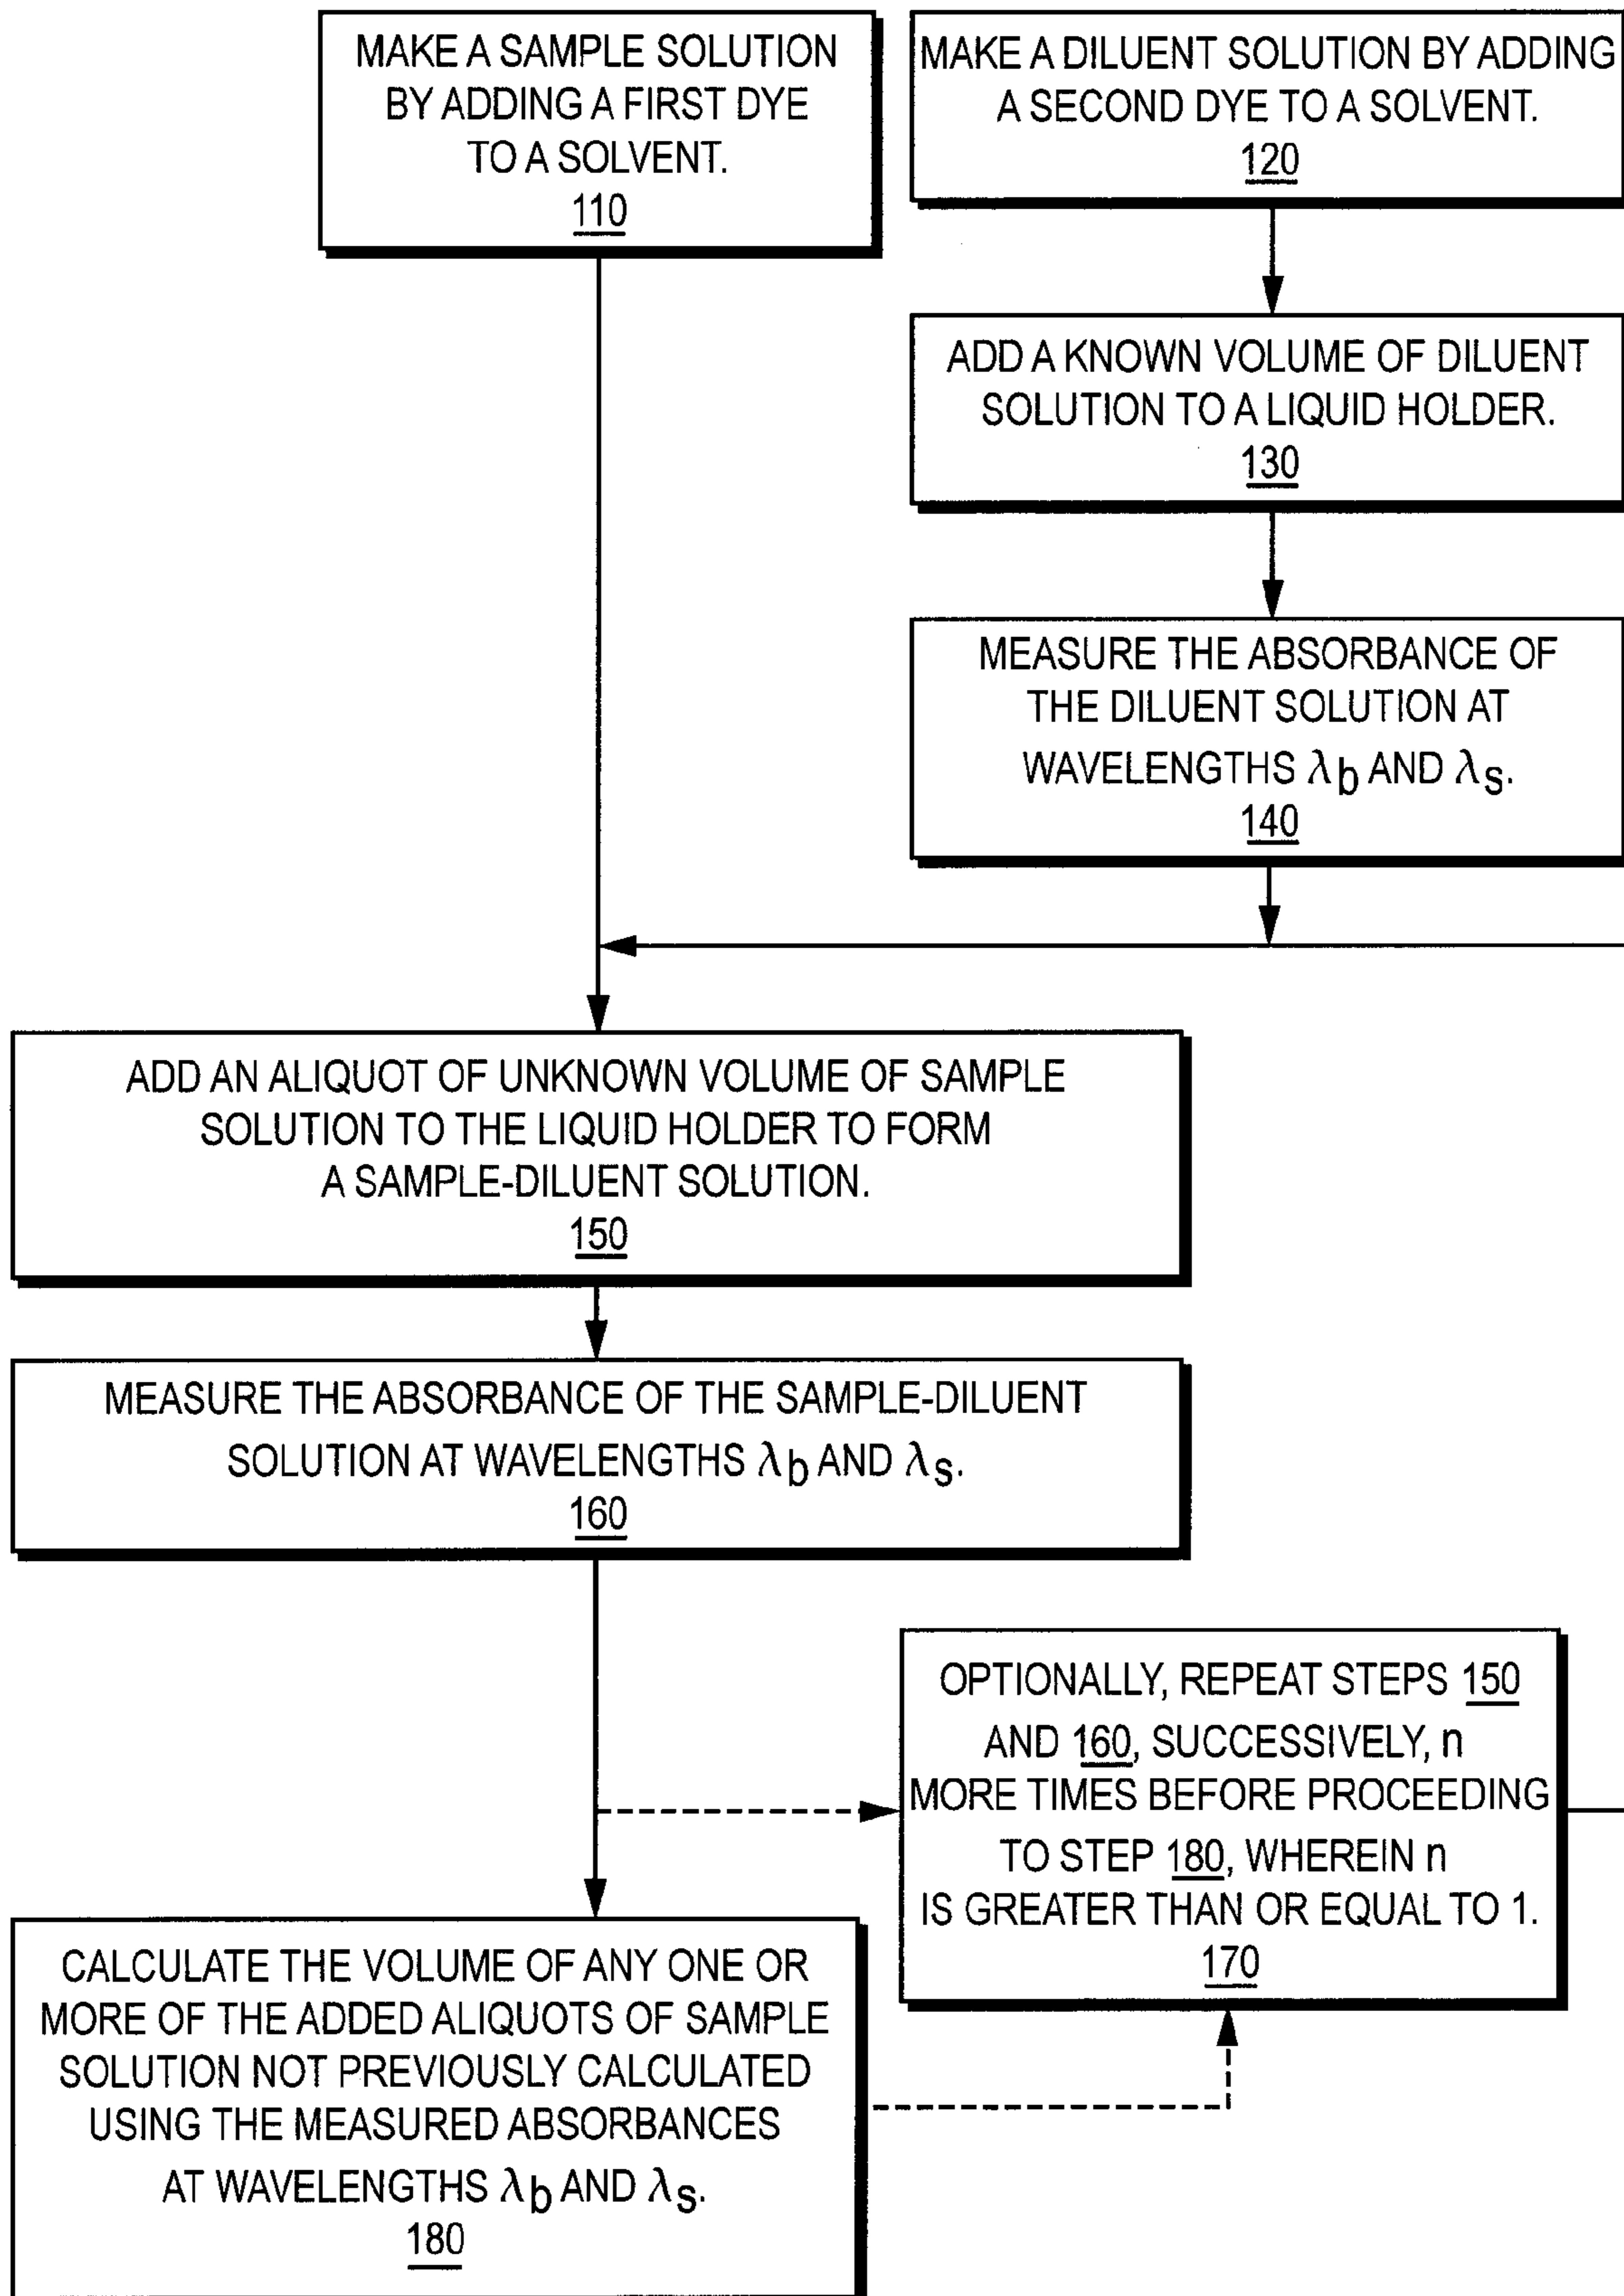 MAKE A SAMPLE SOLUTION
BY ADDING A FIRST DYE
TO A SOLVENT.
110
MAKE A DILUENT SOLUTION BY ADDING
A SECOND DYE TO A SOLVENT.
120
ADD A KNOWN VOLUME OF DILUENT
SOLUTION TO A LIQUID HOLDER.
130
MEASURE THE ABSORBANCE OF
THE DILUENT SOLUTION AT
WAVELENGTHS λb AND λs.
140
ADD AN ALIQUOT OF UNKNOWN VOLUME OF SAMPLE
SOLUTION TO THE LIQUID HOLDER TO FORM
A SAMPLE-DILUENT SOLUTION.
150
MEASURE THE ABSORBANCE OF THE SAMPLE-DILUENT
SOLUTION AT WAVELENGTHS λb AND λs.
160
OPTIONALLY, REPEAT STEPS 150
AND 160, SUCCESSIVELY, n
MORE TIMES BEFORE PROCEEDING
TO STEP 180, WHEREIN n
IS GREATER THAN OR EQUAL TO 1.
170
CALCULATE THE VOLUME OF ANY ONE OR
MORE OF THE ADDED ALIQUOTS OF SAMPLE
SOLUTION NOT PREVIOUSLY CALCULATED
USING THE MEASURED ABSORBANCES
AT WAVELENGTHS λb AND λs.
180